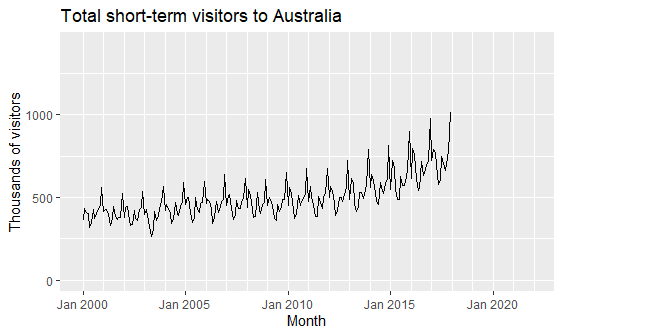 Total short-term visitors to Australia
Thousands of visitors
1000
500
0
Jan 2000 Jan 2005 Jan 2010 Jan 2015 Jan 2020
Month